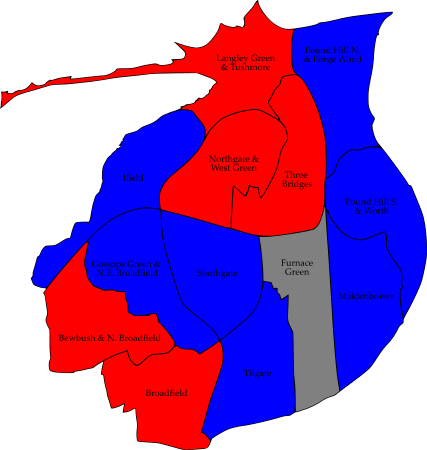 Langley Green
& Tushmore
Pound Hill N.
& Forge Wood
Northgate &
West Green
Three
Bridges
Ifield
Pound Hill S.
& Worth
Gossops Green &
N.E. Broadfield
Southgate
Furnace
Green
Maidenbower
Bewbush & N. Broadfield
Tilgate
Broadfield